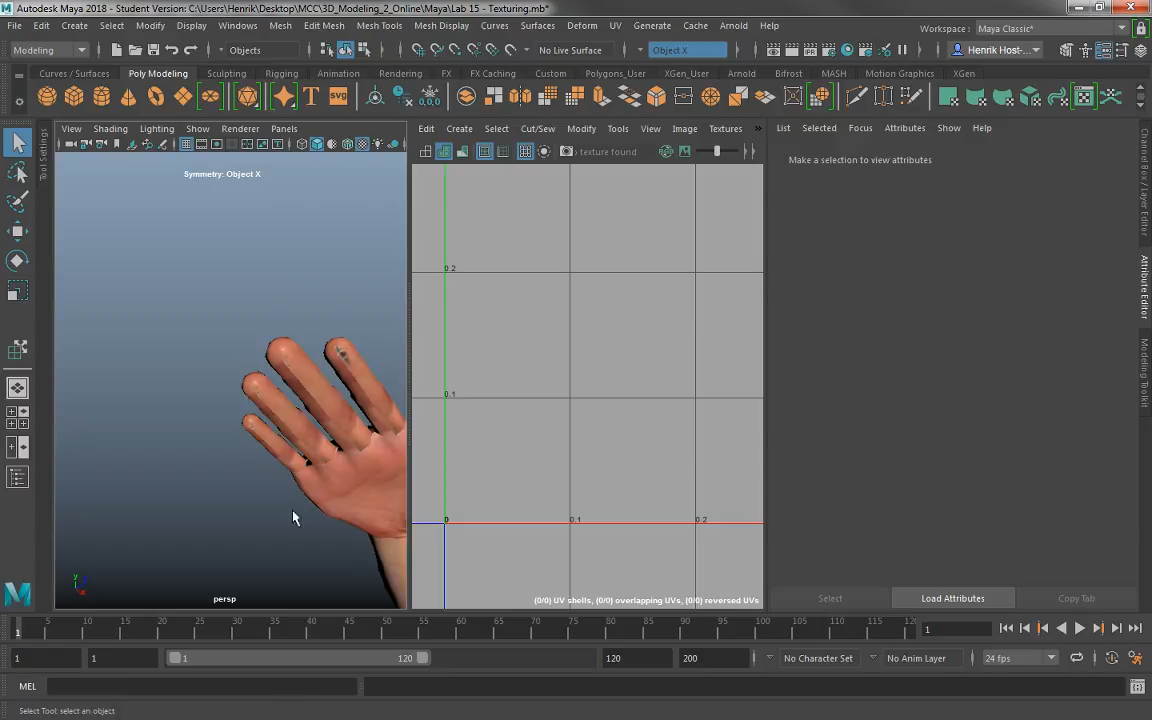 Autodesk Maya 2018 - Student Version: C:\Users\Henrik\Desktop\MCC\3D_Modeling_2_Online\Maya\Lab 15 - Texturing.mb*
File Edit Create Select Modify Display Windows Mesh Edit Mesh Mesh Tools Mesh Display Curves Surfaces Deform UV Generate Cache Arnold Help Workspace : Maya Classic*
Modeling Objects No Live Surface Object X Henrik Host-...
Curves / Surfaces Poly Modeling Sculpting Rigging Animation Rendering FX FX Caching Custom Polygons_User XGen_User Arnold Bifrost MASH Motion Graphics XGen
T SVG 0,0,0
View Shading Lighting Show Renderer Panels Edit Create Select Cut/Sew Modify Tools View Image Textures » List Selected Focus Attributes Show Help
texture found
Make a selection to view attributes
Symmetry: Object X
Tool Settings
Channel Box / Layer Editor
Attribute Editor
Modeling Toolkit
0.2
0.1
0 0.1 0.2
y
x
persp
(0/0) UV shells, (0/0) overlapping UVs, (0/0) reversed UVs
Select Load Attributes Copy Tab
1 5 10 15 20 25 30 35 40 45 50 55 60 65 70 75 80 85 90 95 100 105 110 115 120 1
1 1 1 120 120 200 No Character Set No Anim Layer 24 fps
MEL
Select Tool: select an object